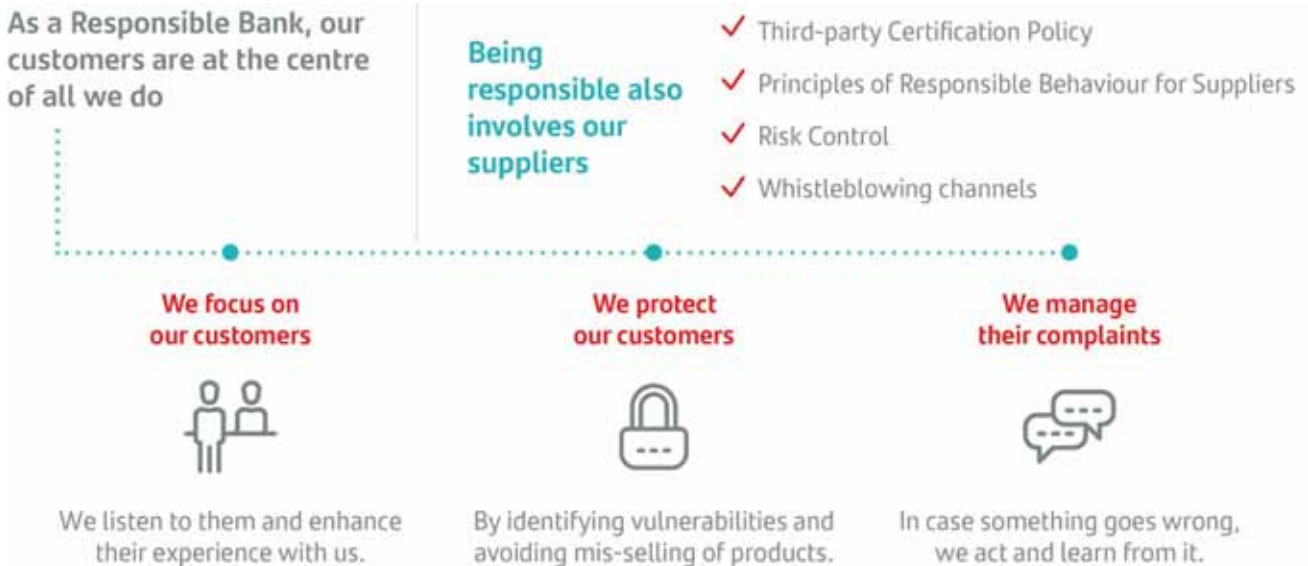 As a Responsible Bank, our
customers are at the centre
of all we do
Being
responsible also
involves our
suppliers
Third-party Certification Policy
Principles of Responsible Behaviour for Suppliers
Risk Control
Whistleblowing channels
We focus on
our customers
We listen to them and enhance
their experience with us.
We protect
our customers
By identifying vulnerabilities and
avoiding mis-selling of products.
We manage
their complaints
In case something goes wrong,
we act and learn from it.